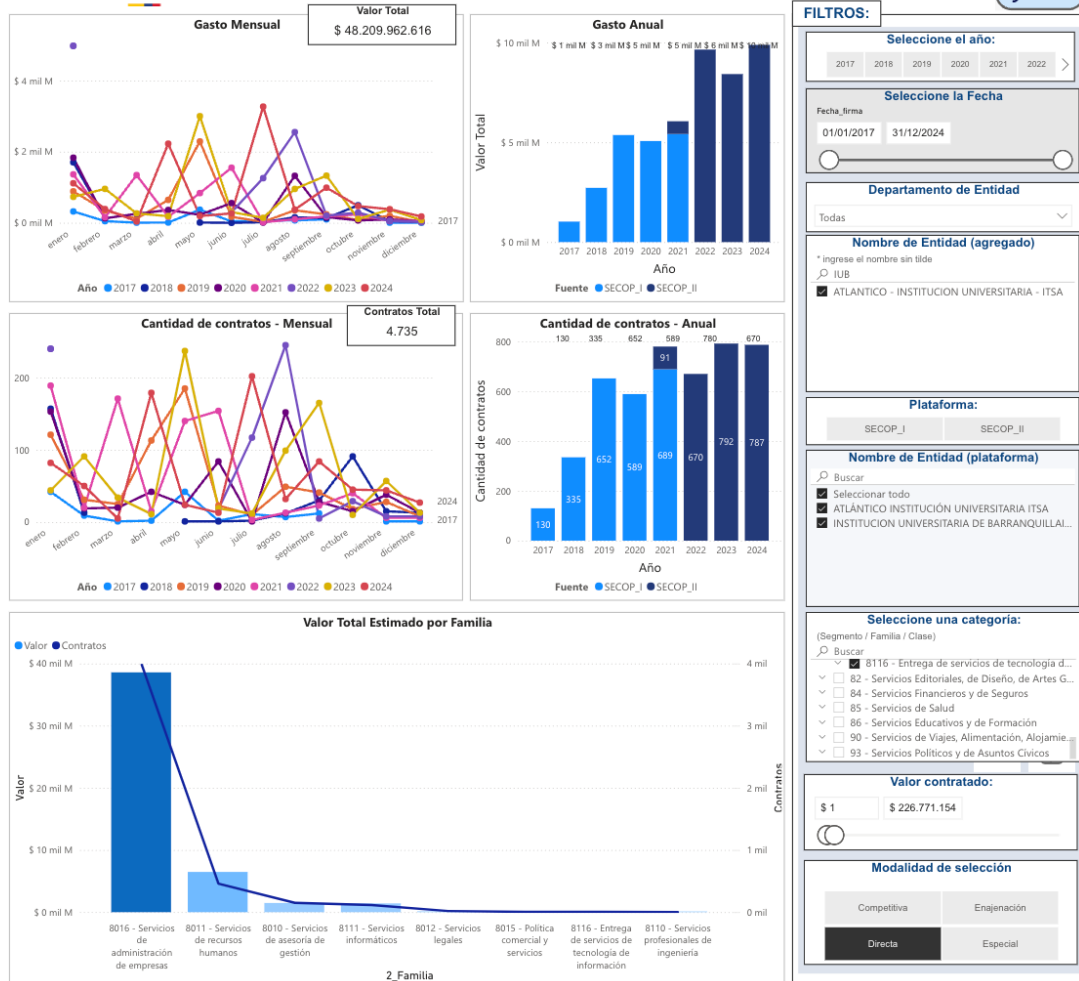 Gasto Mensual
Valor Total
$ 48.209.962.616
$ 4 mil M
$ 2 mil M
$ 0 mil M
2017
enero
febrero
marzo
abril
mayo
junio
julio
agosto
septiembre
octubre
noviembre
diciembre
Año 2017 2018 2019 2020 2021 2022 2023 2024
Gasto Anual
$ 10 mil M
$ 5 mil M
$ 0 mil M
$ 1 mil M $ 3 mil M $ 5 mil M $ 5 mil M $ 6 mil M $ 10 mil M
Valor Total
2017 2018 2019 2020 2021 2022 2023 2024
Año
Fuente SECOP_I SECOP_II
Cantidad de contratos - Mensual
Contratos Total
4.735
200
100
0
2024
2017
enero
febrero
marzo
abril
mayo
junio
julio
agosto
septiembre
octubre
noviembre
diciembre
Año 2017 2018 2019 2020 2021 2022 2023 2024
Cantidad de contratos - Anual
130 335 652 589 780 670
800
600
400
200
0
Cantidad de contratos
130 335 652 589 689 91 670 792 787
2017 2018 2019 2020 2021 2022 2023 2024
Año
Fuente SECOP_I SECOP_II
Valor Total Estimado por Familia
Valor Contratos
$ 40 mil M
$ 30 mil M
$ 20 mil M
$ 10 mil M
$ 0 mil M
Valor
4 mil
3 mil
2 mil
1 mil
0 mil
Contratos
8016 - Servicios de administración de empresas
8011 - Servicios de recursos humanos
8010 - Servicios de asesoría de gestión
8111 - Servicios informáticos
8012 - Servicios legales
8015 - Política comercial y servicios
8116 - Entrega de servicios de tecnología de información
8110 - Servicios profesionales de ingeniería
2_Familia
FILTROS:
Seleccione el año:
2017 2018 2019 2020 2021 2022
Seleccione la Fecha
Fecha_firma
01/01/2017 31/12/2024
Departamento de Entidad
Todas
Nombre de Entidad (agregado)
* ingrese el nombre sin tilde
IUB
ATLANTICO - INSTITUCION UNIVERSITARIA - ITSA
Plataforma:
SECOP_I SECOP_II
Nombre de Entidad (plataforma)
Buscar
Seleccionar todo
ATLÁNTICO INSTITUCIÓN UNIVERSITARIA ITSA
INSTITUCION UNIVERSITARIA DE BARRANQUILLAI...
Seleccione una categoría:
(Segmento / Familia / Clase)
Buscar
8116 - Entrega de servicios de tecnología d...
82 - Servicios Editoriales, de Diseño, de Artes G...
84 - Servicios Financieros y de Seguros
85 - Servicios de Salud
86 - Servicios Educativos y de Formación
90 - Servicios de Viajes, Alimentación, Alojamie...
93 - Servicios Políticos y de Asuntos Cívicos
Valor contratado:
$ 1 $ 226.771.154
Modalidad de selección
Competitiva Enajenación
Directa Especial